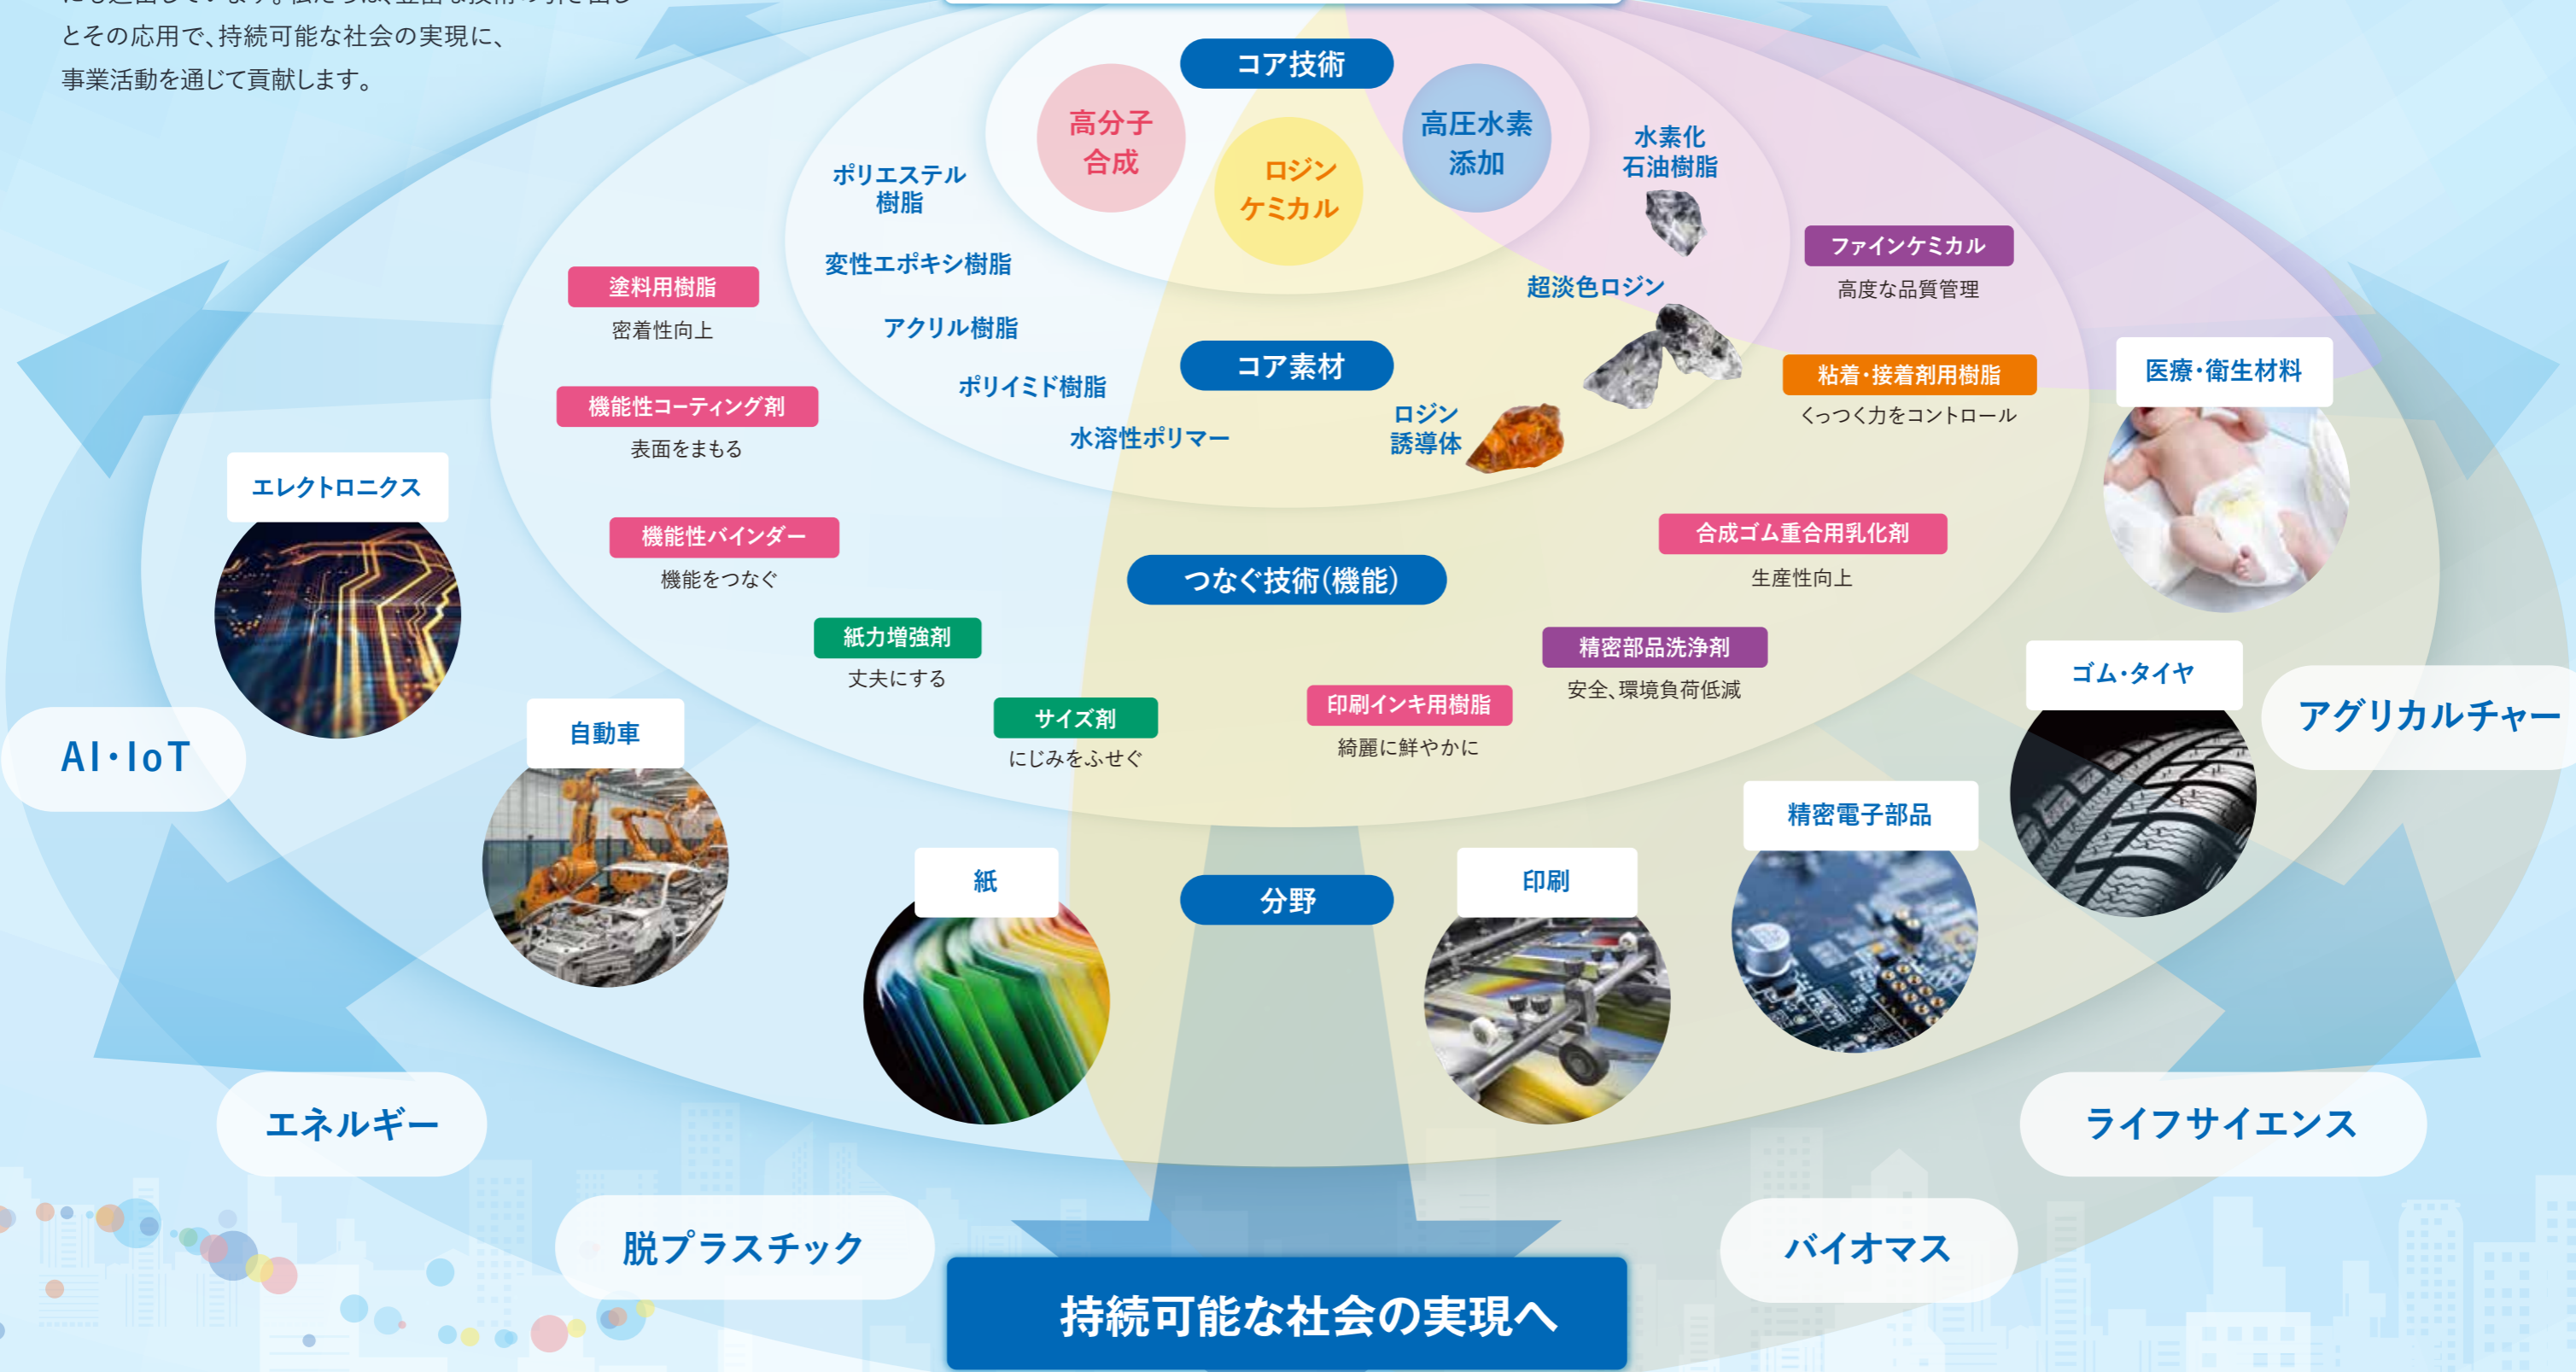 とその応用で、持続可能な社会の実現に、
事業活動を通じて貢献します。
コア技術
高分子
合成
ロジン
ケミカル
高圧水素
添加
ポリエステル
樹脂
変性エポキシ樹脂
アクリル樹脂
ポリイミド樹脂
水溶性ポリマー
コア素材
水素化
石油樹脂
超淡色ロジン
ロジン
誘導体
塗料用樹脂
密着性向上
機能性コーティング剤
表面をまもる
機能性バインダー
機能をつなぐ
紙力増強剤
丈夫にする
サイズ剤
にじみをふせぐ
つなぐ技術(機能)
ファインケミカル
高度な品質管理
粘着・接着剤用樹脂
くっつく力をコントロール
合成ゴム重合用乳化剤
生産性向上
精密部品洗浄剤
安全、環境負荷低減
印刷インキ用樹脂
綺麗に鮮やかに
エレクトロニクス
自動車
紙
分野
印刷
精密電子部品
ゴム・タイヤ
医療・衛生材料
AI・IoT
エネルギー
脱プラスチック
バイオマス
ライフサイエンス
アグリカルチャー
持続可能な社会の実現へ